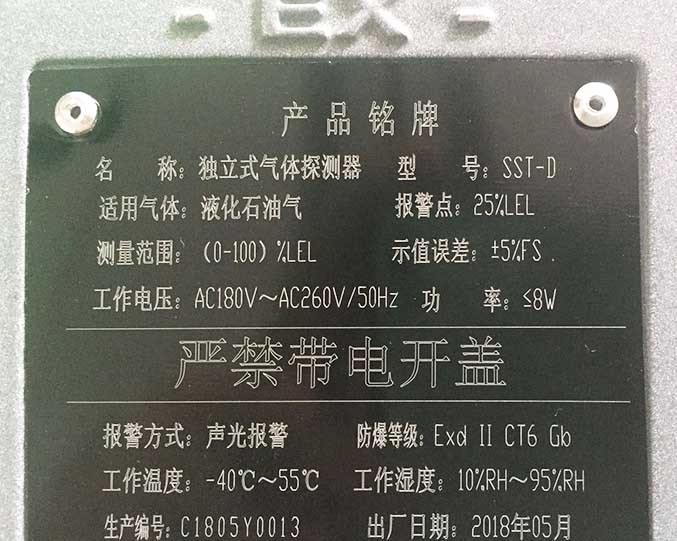 - EX -
产品铭牌
名 称：独立式气体探测器 型 号：SST-D
适用气体：液化石油气 报警点：25%LEL
测量范围：（0-100）%LEL 示值误差：±5%FS
工作电压：AC180V～AC260V/50Hz 功 率：≤8W
严禁带电开盖
报警方式：声光报警 防爆等级：Exd II CT6 Gb
工作温度：-40℃～55℃ 工作湿度：10%RH～95%RH
生产编号：C1805Y0013 出厂日期：2018年05月